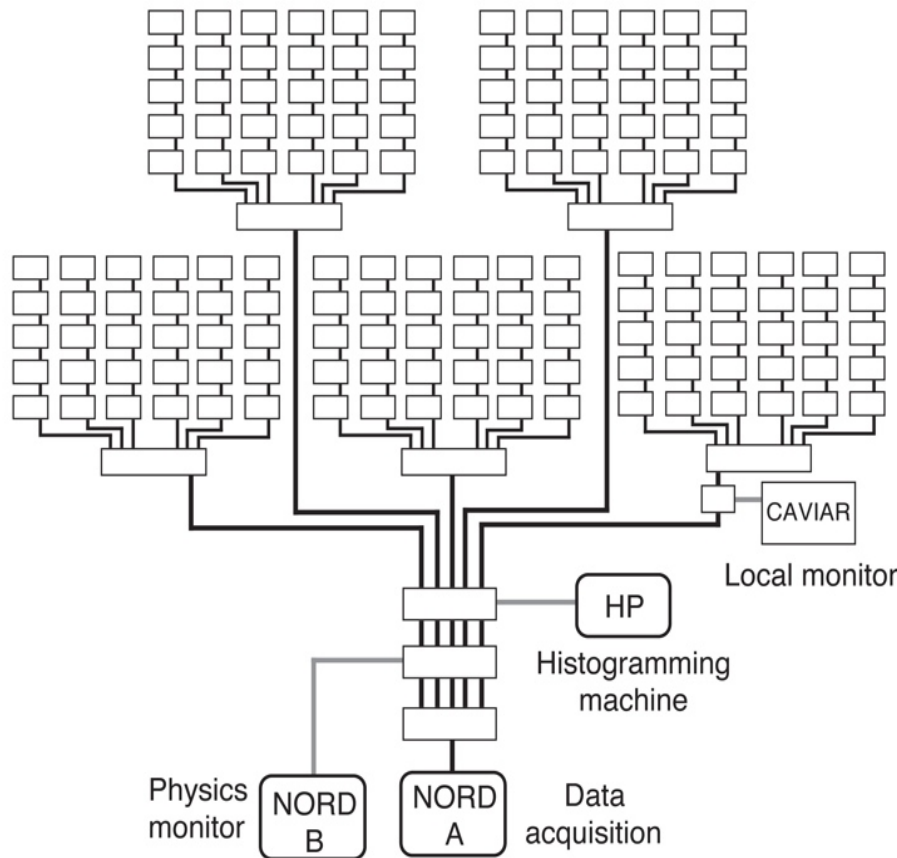 CAVIAR
Local monitor
HP
Histogramming
machine
Physics
monitor
NORD
B
NORD
A
Data
acquisition